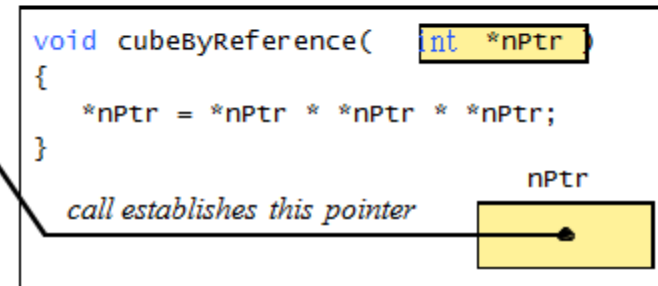 void cubeByReference( int *nPtr )
{
*nPtr = *nPtr * *nPtr * *nPtr;
}
nPtr
call establishes this pointer